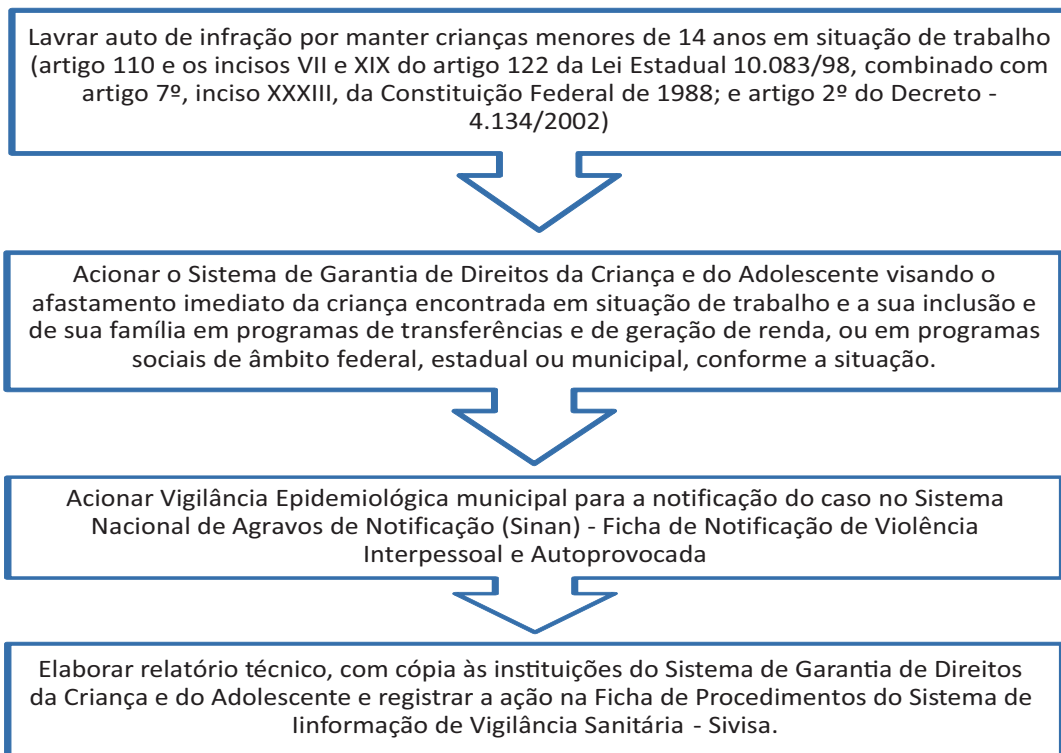 Lavrar auto de infração por manter crianças menores de 14 anos em situação de trabalho
(artigo 110 e os incisos VII e XIX do artigo 122 da Lei Estadual 10.083/98, combinado com
artigo 7º, inciso XXXIII, da Constituição Federal de 1988; e artigo 2º do Decreto -
4.134/2002)
Acionar o Sistema de Garantia de Direitos da Criança e do Adolescente visando o
afastamento imediato da criança encontrada em situação de trabalho e a sua inclusão e
de sua família em programas de transferências e de geração de renda, ou em programas
sociais de âmbito federal, estadual ou municipal, conforme a situação.
Acionar Vigilância Epidemiológica municipal para a notificação do caso no Sistema
Nacional de Agravos de Notificação (Sinan) - Ficha de Notificação de Violência
Interpessoal e Autoprovocada
Elaborar relatório técnico, com cópia às instituições do Sistema de Garantia de Direitos
da Criança e do Adolescente e registrar a ação na Ficha de Procedimentos do Sistema de
Iinformação de Vigilância Sanitária - Sivisa.